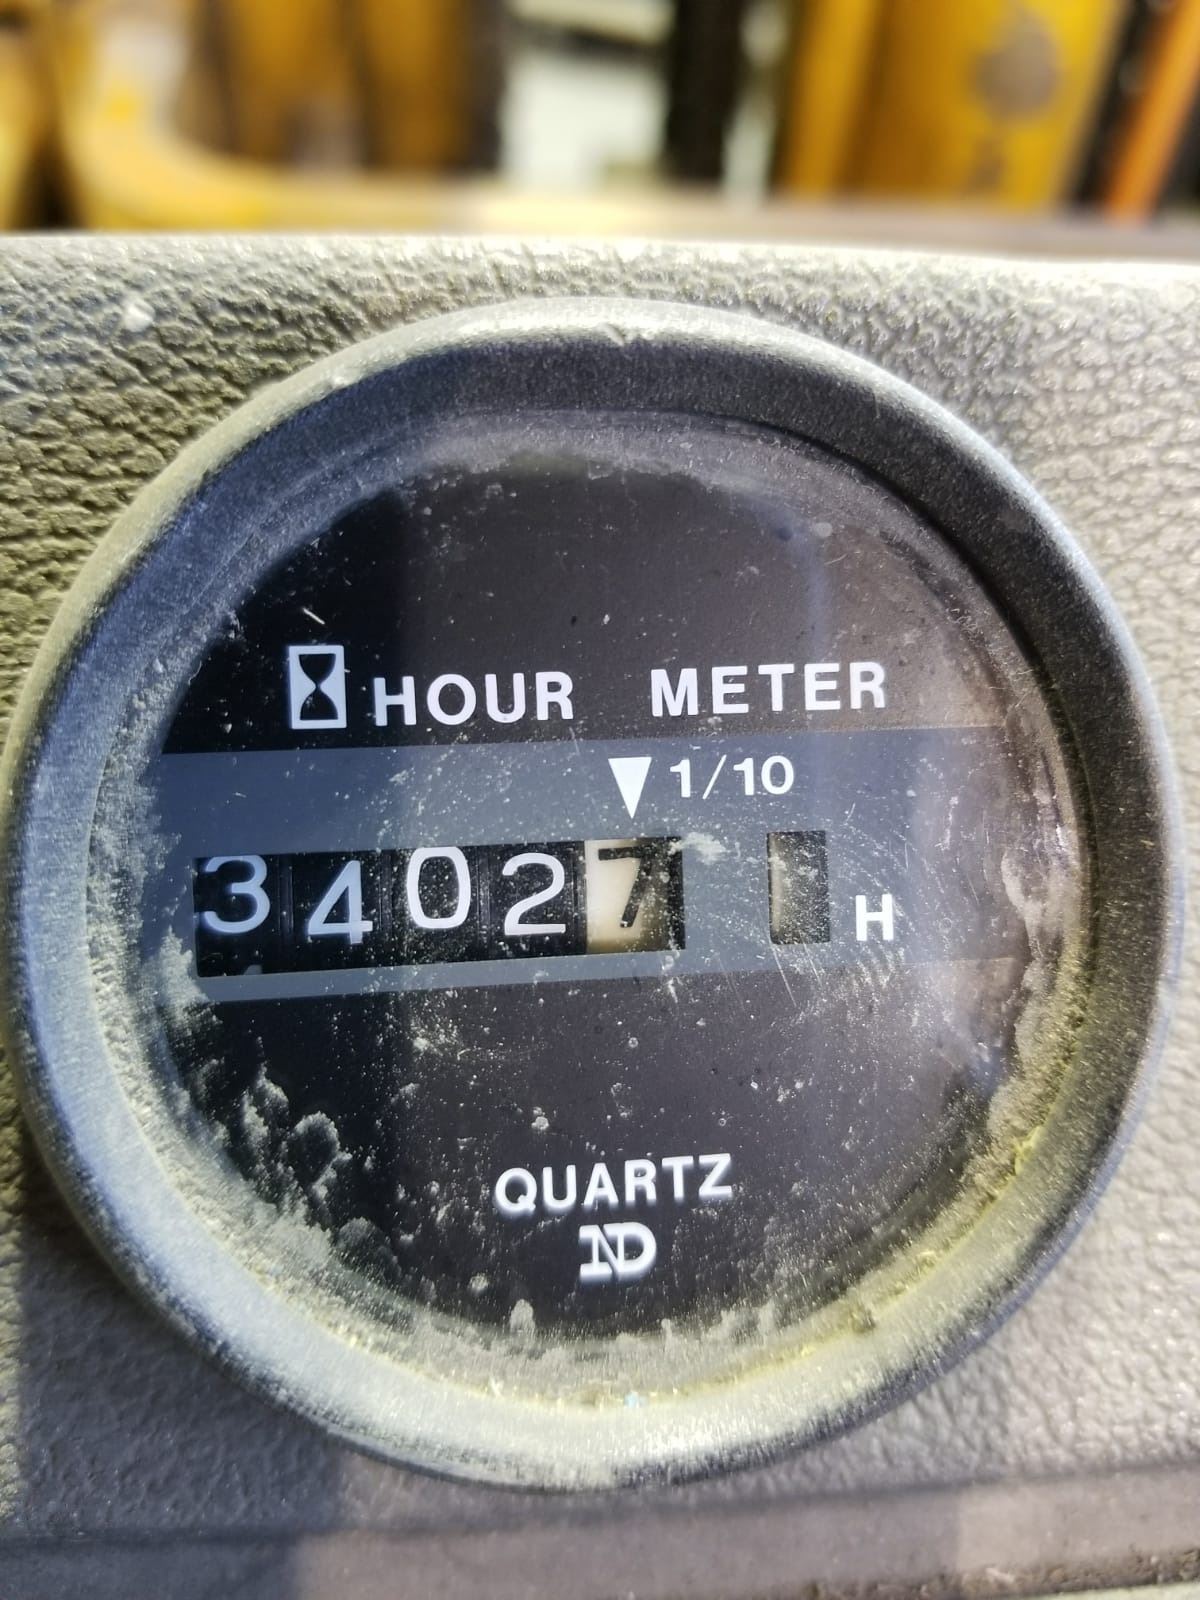 HOUR METER
1/10
34027 H
QUARTZ
ND